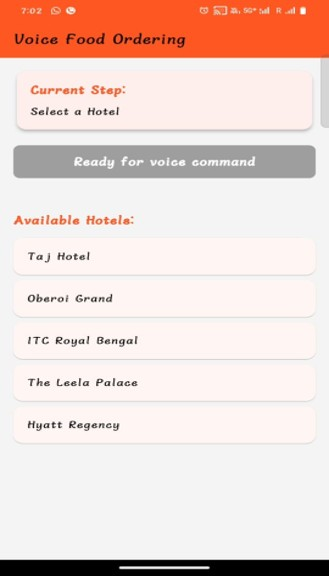 7:02
5G+
R
Voice Food Ordering
Current Step:
Select a Hotel
Ready for voice command
Available Hotels:
Taj Hotel
Oberoi Grand
ITC Royal Bengal
The Leela Palace
Hyatt Regency